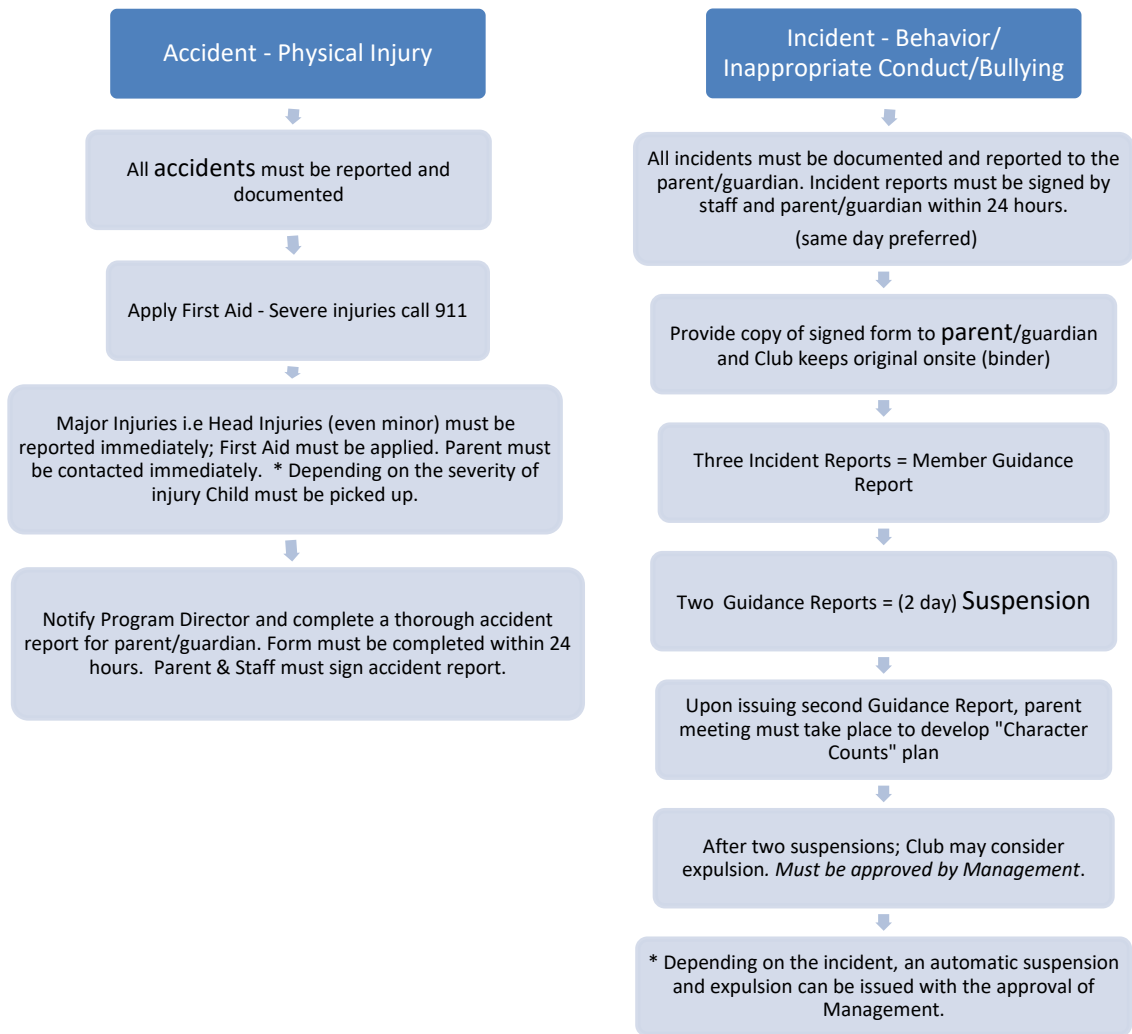 Accident - Physical Injury
All accidents must be reported and
documented
Apply First Aid - Severe injuries call 911
Major Injuries i.e Head Injuries (even minor) must be
reported immediately; First Aid must be applied. Parent must
be contacted immediately.  * Depending on the severity of
injury Child must be picked up.
Notify Program Director and complete a thorough accident
report for parent/guardian. Form must be completed within 24
hours.  Parent & Staff must sign accident report.
Incident - Behavior/
Inappropriate Conduct/Bullying
All incidents must be documented and reported to the
parent/guardian. Incident reports must be signed by
staff and parent/guardian within 24 hours.
(same day preferred)
Provide copy of signed form to parent/guardian
and Club keeps original onsite (binder)
Three Incident Reports = Member Guidance
Report
Two  Guidance Reports = (2 day) Suspension
Upon issuing second Guidance Report, parent
meeting must take place to develop "Character
Counts" plan
After two suspensions; Club may consider
expulsion. Must be approved by Management.
* Depending on the incident, an automatic suspension
and expulsion can be issued with the approval of
Management.